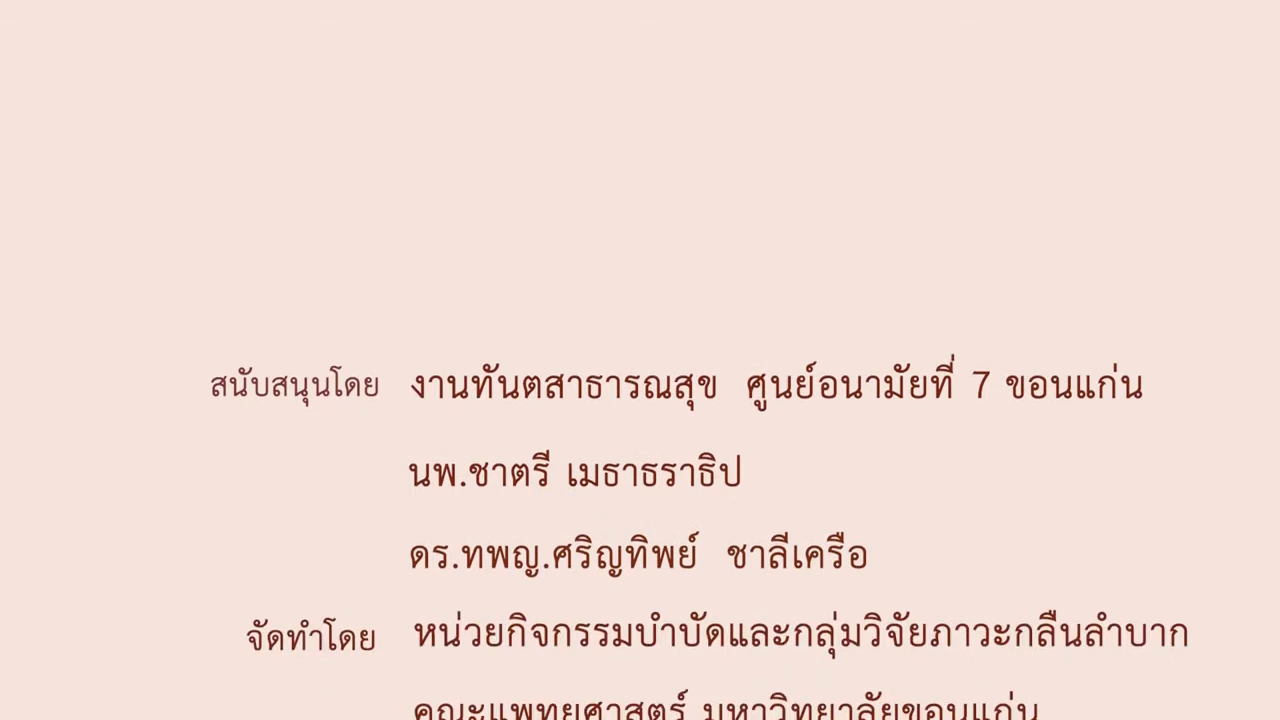 สนับสนุนโดย งานทันตสาธารณสุข ศูนย์อนามัยที่ 7 ขอนแก่น
นพ.ชาตรี เมธาธราธิป
ดร.ทพญ.ศริญทิพย์ ชาลีเครือ
จัดทำโดย หน่วยกิจกรรมบำบัดและกลุ่มวิจัยภาวะกลืนลำบาก
คณะแพทยศาสตร์ มหาวิทยาลัยขอนแก่น